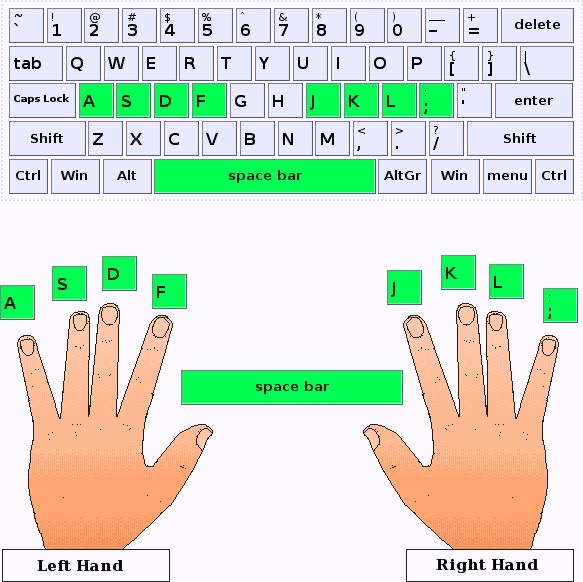 ~ ` ! 1 @ 2 # 3 $ 4 % 5 ^ 6 & 7 * 8 ( 9 ) 0 — - + = delete
tab Q W E R T Y U I O P { [ } ] | \
Caps Lock A S D F G H J K L : ; " ' enter
Shift Z X C V B N M < , > . ? / Shift
Ctrl Win Alt space bar AltGr Win menu Ctrl
A S D F J K L : ;
space bar
Left Hand Right Hand